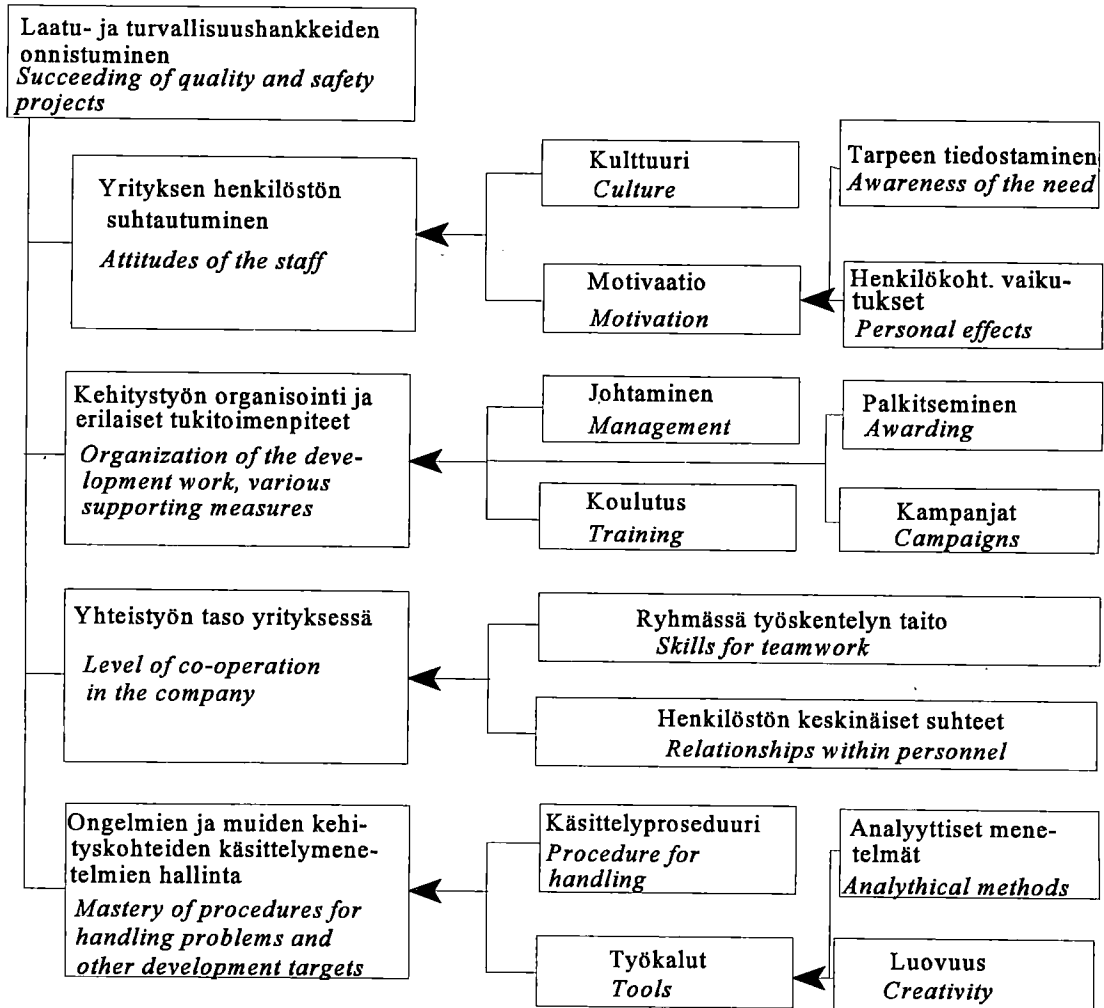 Laatu- ja turvallisuushankkeiden
onnistuminen
Succeeding of quality and safety
projects
Yrityksen henkilöstön
suhtautuminen
Attitudes of the staff
Kulttuuri
Culture
Motivaatio
Motivation
Tarpeen tiedostaminen
Awareness of the need
Henkilökoht. vaiku-
tukset
Personal effects
Kehitystyön organisointi ja
erilaiset tukitoimenpiteet
Organization of the deve-
lopment work, various
supporting measures
Johtaminen
Management
Koulutus
Training
Palkitseminen
Awarding
Kampanjat
Campaigns
Yhteistyön taso yrityksessä
Level of co-operation
in the company
Ryhmässä työskentelyn taito
Skills for teamwork
Henkilöstön keskinäiset suhteet
Relationships within personnel
Ongelmien ja muiden kehi-
tyskohteiden käsittelymene-
telmien hallinta
Mastery of procedures for
handling problems and
other development targets
Käsittelyproseduuri
Procedure for
handling
Työkalut
Tools
Analyyttiset mene-
telmät
Analythical methods
Luovuus
Creativity